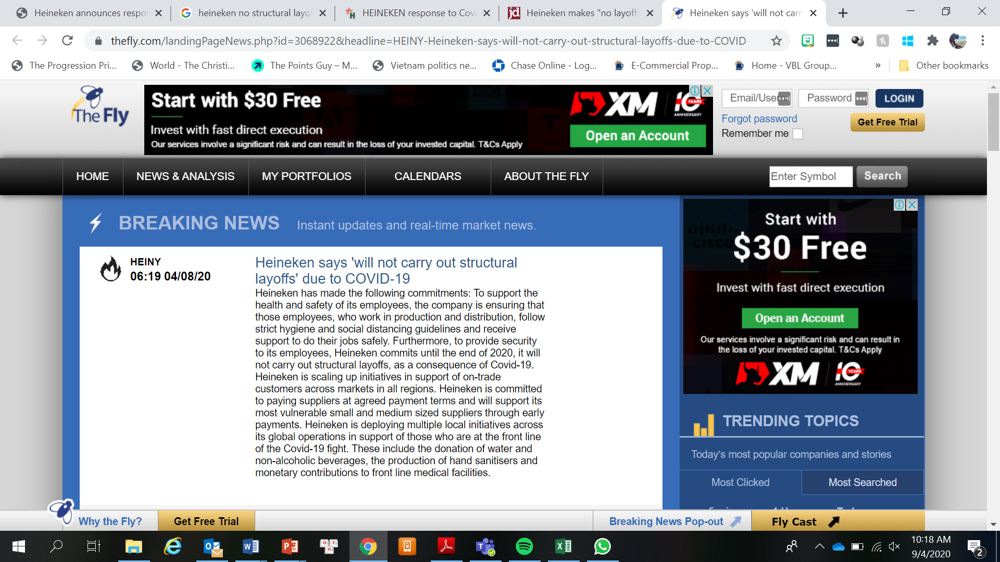 Heineken announces respor
heineken no structural layof
HEINEKEN response to Covi
Heineken makes "no layoffs
Heineken says 'will not carr
thefly.com/landingPageNews.php?id=3068922&headline=HEINY-Heineken-says-will-not-carry-out-structural-layoffs-due-to-COVID
The Progression Pri...
World - The Christi...
The Points Guy – M...
Vietnam politics ne...
Chase Online - Log...
E-Commercial Prop...
Home - VBL Group...
»
Other bookmarks
The Fly
Start with $30 Free
Invest with fast direct execution
Our services involve a significant risk and can result in the loss of your invested capital. T&Cs Apply
XM
10
YEARS
ANNIVERSARY
Open an Account
Email/User
Password
LOGIN
Forgot password
Remember me
Get Free Trial
HOME
NEWS & ANALYSIS
MY PORTFOLIOS
CALENDARS
ABOUT THE FLY
Enter Symbol
Search
BREAKING NEWS
Instant updates and real-time market news.
HEINY
06:19 04/08/20
Heineken says 'will not carry out structural
layoffs' due to COVID-19
Heineken has made the following commitments: To support the
health and safety of its employees, the company is ensuring that
those employees, who work in production and distribution, follow
strict hygiene and social distancing guidelines and receive
support to do their jobs safely. Furthermore, to provide security
to its employees, Heineken commits until the end of 2020, it will
not carry out structural layoffs, as a consequence of Covid-19.
Heineken is scaling up initiatives in support of on-trade
customers across markets in all regions. Heineken is committed
to paying suppliers at agreed payment terms and will support its
most vulnerable small and medium sized suppliers through early
payments. Heineken is deploying multiple local initiatives across
its global operations in support of those who are at the front line
of the Covid-19 fight. These include the donation of water and
non-alcoholic beverages, the production of hand sanitisers and
monetary contributions to front line medical facilities.
Start with
$30 Free
Invest with fast direct execution
Open an Account
Our services involve a significant risk and can result in
the loss of your invested capital. T&Cs Apply
XM
10
YEARS
ANNIVERSARY
TRENDING TOPICS
Today's most popular companies and stories
Most Clicked
Most Searched
Why the Fly?
Get Free Trial
Breaking News Pop-out
Fly Cast
10:18 AM
9/4/2020
2